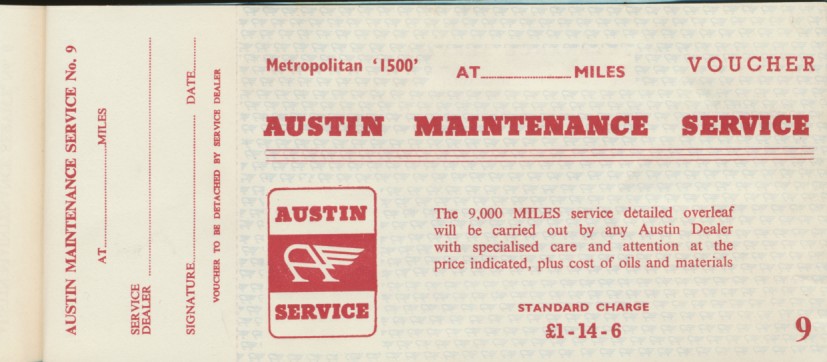 AUSTIN MAINTENANCE SERVICE No. 9
AT..............................MILES
SERVICE
DEALER
SIGNATURE.............................. DATE..............
VOUCHER TO BE DETACHED BY SERVICE DEALER
Metropolitan '1500'
AT..............................MILES
VOUCHER
AUSTIN MAINTENANCE SERVICE
AUSTIN
A
SERVICE
The 9,000 MILES service detailed overleaf
will be carried out by any Austin Dealer
with specialised care and attention at the
price indicated, plus cost of oils and materials
STANDARD CHARGE
£1-14-6
9